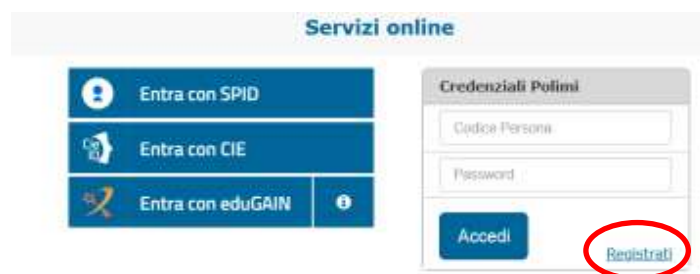 Servizi online
Entra con SPID
Entra con CIE
Entra con eduGAIN
Credenziali Polimi
Codice Persona
Password
Accedi
Registrati